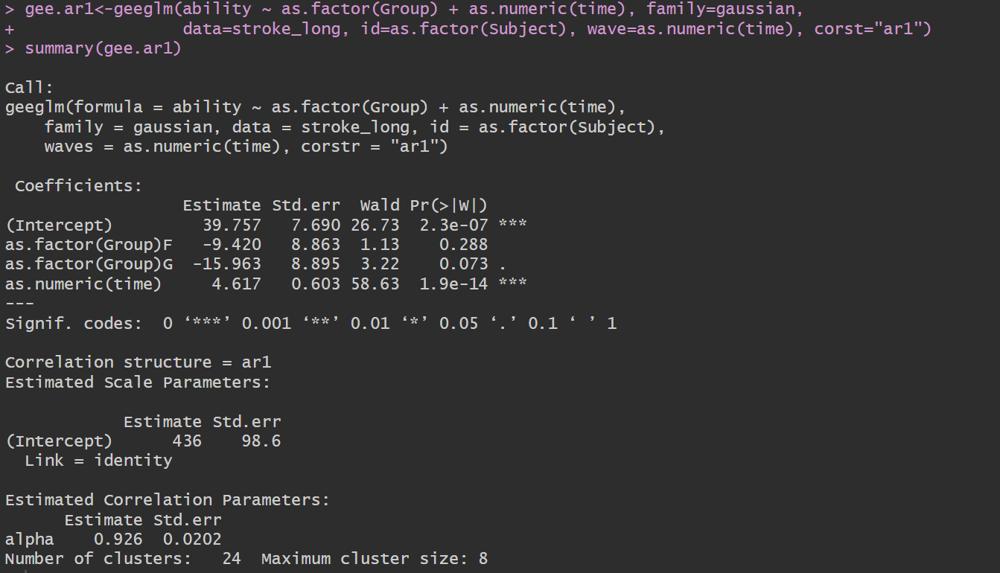 > gee.ar1<-geeglm(ability ~ as.factor(Group) + as.numeric(time), family=gaussian,
+                 data=stroke_long, id=as.factor(Subject), wave=as.numeric(time), corst="ar1")
> summary(gee.ar1)

Call:
geeglm(formula = ability ~ as.factor(Group) + as.numeric(time), 
    family = gaussian, data = stroke_long, id = as.factor(Subject), 
    waves = as.numeric(time), corstr = "ar1")

 Coefficients:
                  Estimate Std.err  Wald Pr(>|W|)    
(Intercept)         39.757   7.690 26.73  2.3e-07 ***
as.factor(Group)F   -9.420   8.863  1.13    0.288    
as.factor(Group)G  -15.963   8.895  3.22    0.073 .  
as.numeric(time)     4.617   0.603 58.63  1.9e-14 ***
---
Signif. codes:  0 ‘***’ 0.001 ‘**’ 0.01 ‘*’ 0.05 ‘.’ 0.1 ‘ ’ 1

Correlation structure = ar1 
Estimated Scale Parameters:

            Estimate Std.err
(Intercept)      436    98.6
  Link = identity 

Estimated Correlation Parameters:
      Estimate Std.err
alpha    0.926  0.0202
Number of clusters:   24  Maximum cluster size: 8